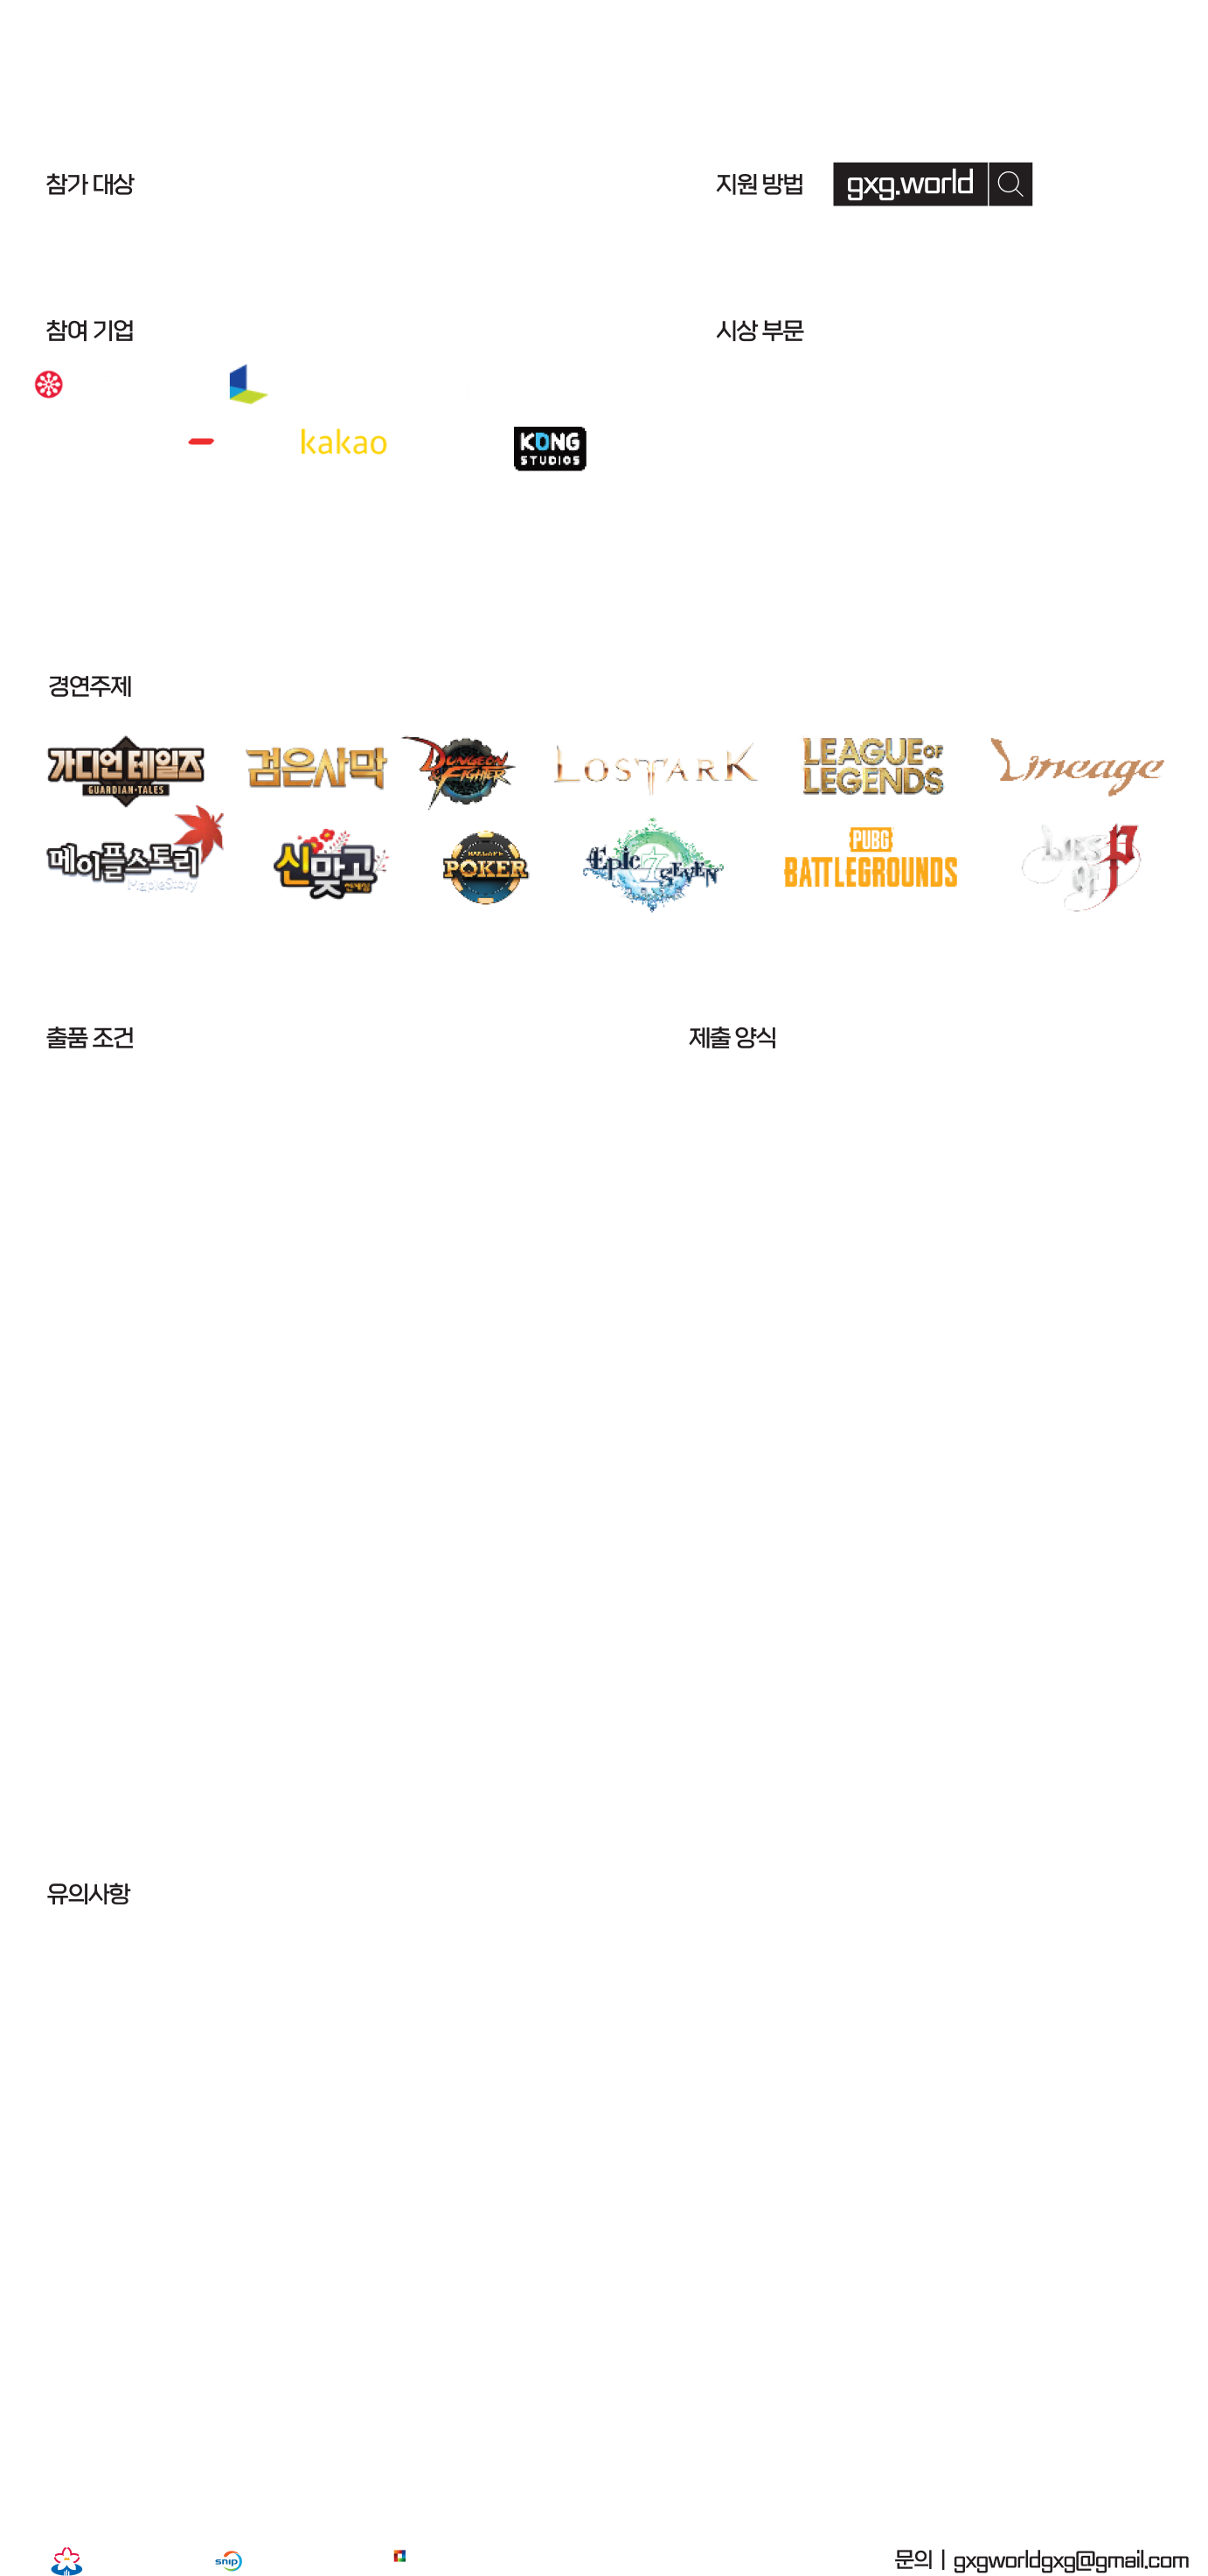 참가 대상
지원 방법 gxg.world
참여 기업
시상 부문
kakao
KONG
STUDIOS
경연주제
가디언 테일즈
GUARDIAN·TALES
검은사막
DUNGEON
& FIGHTER
LOSTARK
LEAGUE OF
LEGENDS
Lineage
메이플스토리
MapleStory
신맞고
POKER
EPIC 7 SEVEN
PUBG
BATTLEGROUNDS
LIES
OF P
출품 조건
제출 양식
유의사항
snip
문의 | gxgworldgxg@gmail.com